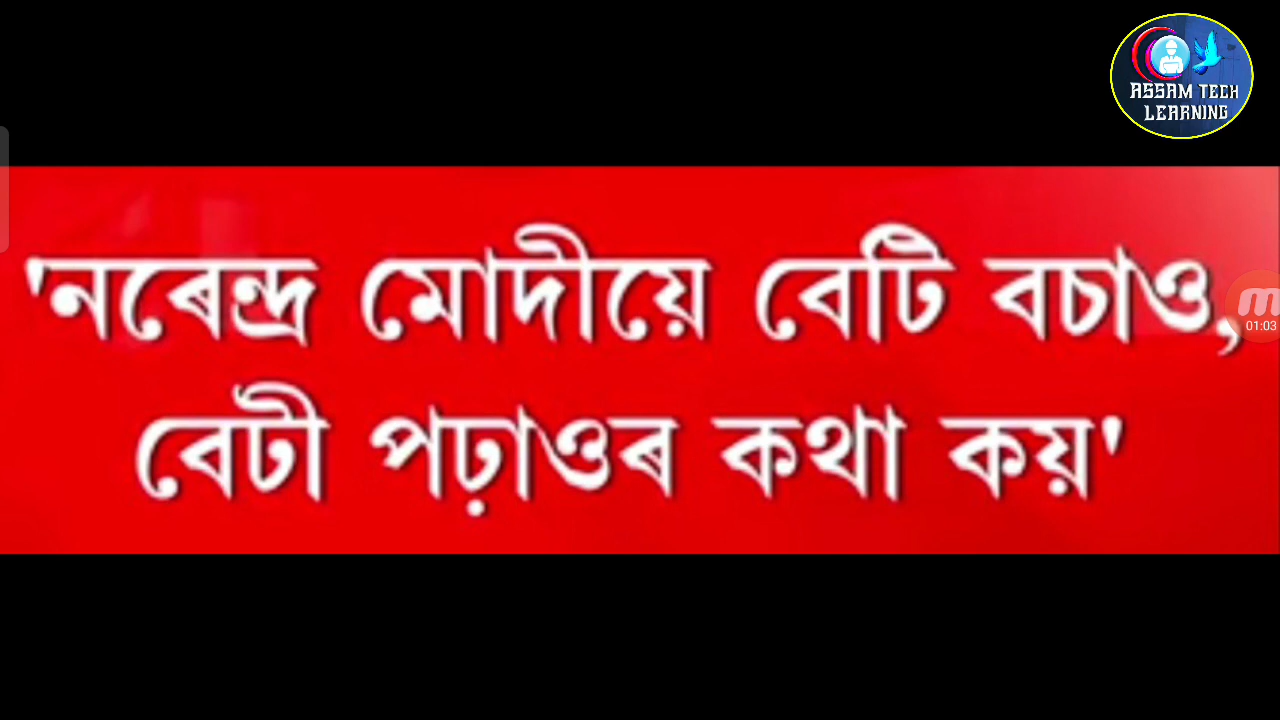 ASSAM TECH
LEARNING
'নৰেন্দ্ৰ মোদীয়ে বেটি বচাও,
01:03
বেটী পঢ়াওৰ কথা কয়'